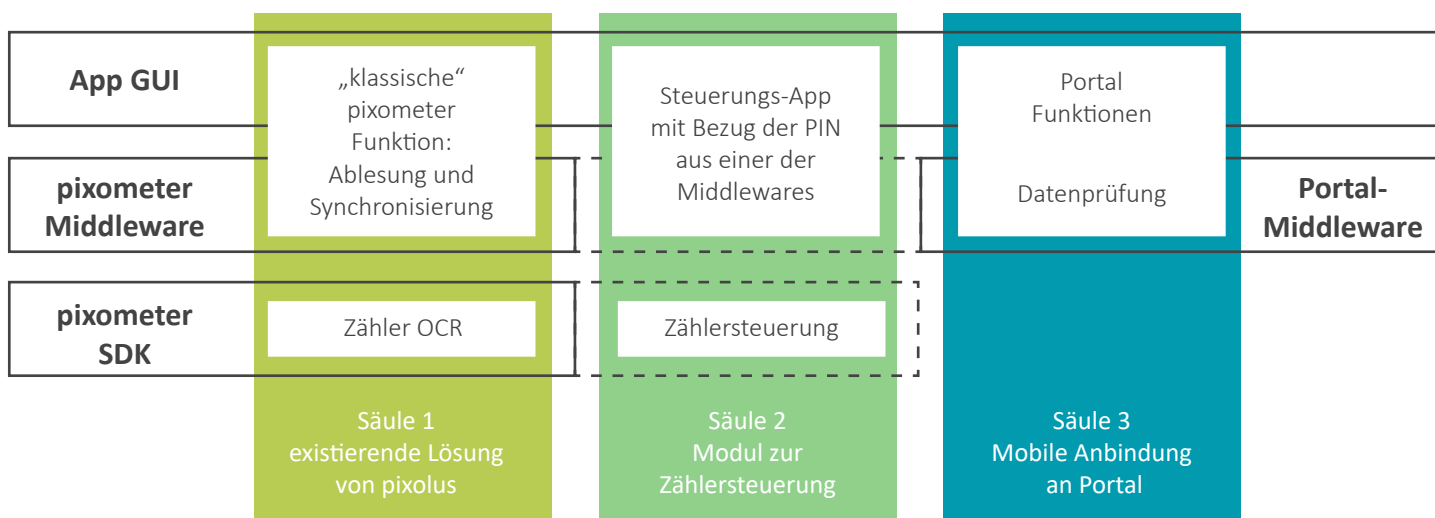 App GUI
„klassische“
pixometer
Funktion:
Ablesung und
Synchronisierung
Steuerungs-App
mit Bezug der PIN
aus einer der
Middlewares
Portal
Funktionen
Datenprüfung
pixometer
Middleware
Portal-
Middleware
pixometer
SDK
Zähler OCR
Zählersteuerung
Säule 1
existierende Lösung
von pixolus
Säule 2
Modul zur
Zählersteuerung
Säule 3
Mobile Anbindung
an Portal